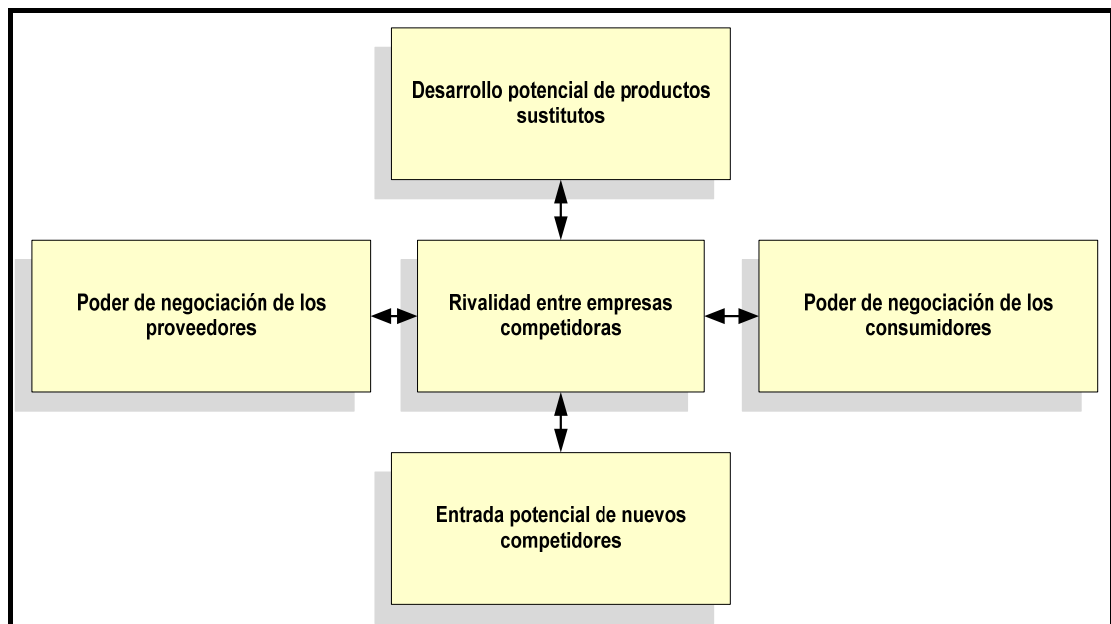 Desarrollo potencial de productos
sustitutos
Poder de negociación de los
proveedores
Rivalidad entre empresas
competidoras
Poder de negociación de los
consumidores
Entrada potencial de nuevos
competidores